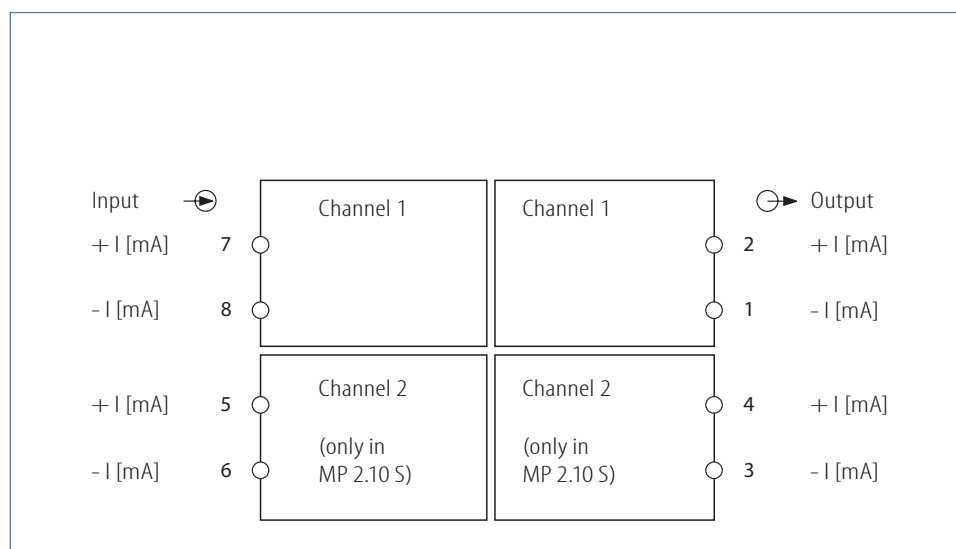 Input
Channel 1
Channel 1
Output
+ I [mA] 7
2 + I [mA]
- I [mA] 8
1 - I [mA]
Channel 2
Channel 2
+ I [mA] 5
4 + I [mA]
(only in
MP 2.10 S)
(only in
MP 2.10 S)
- I [mA] 6
3 - I [mA]